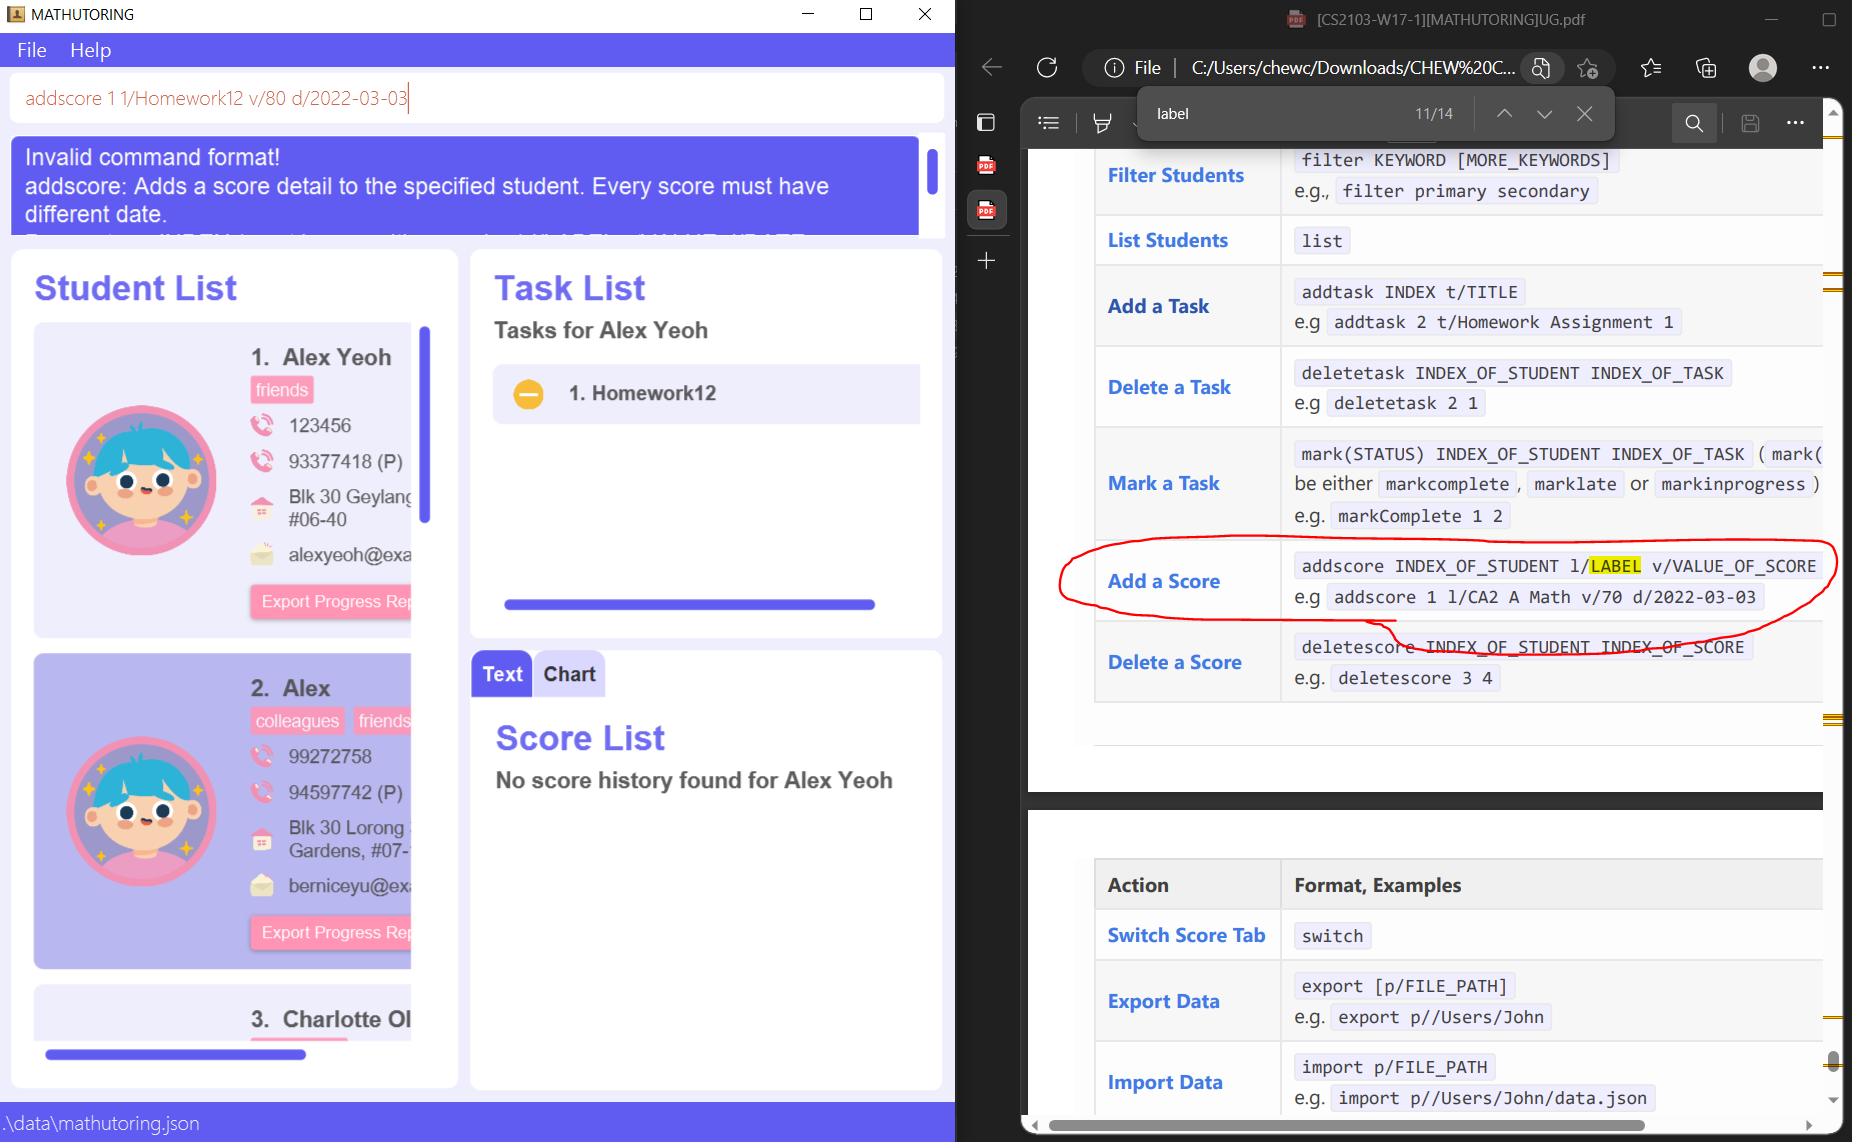 MATHUTORING
File Help
addscore 1 1/Homework12 v/80 d/2022-03-03
Invalid command format!
addscore: Adds a score detail to the specified student. Every score must have
different date.
Student List
1. Alex Yeoh
friends
123456
93377418 (P)
Blk 30 Geylang
#06-40
alexyeoh@exa
Export Progress Rep
2. Alex
colleagues friends
99272758
94597742 (P)
Blk 30 Lorong
Gardens, #07-
berniceyu@exa
Export Progress Rep
3. Charlotte Ol
Task List
Tasks for Alex Yeoh
1. Homework12
Text Chart
Score List
No score history found for Alex Yeoh
.\data\mathutoring.json
[CS2103-W17-1][MATHUTORING]UG.pdf
File C:/Users/chewc/Downloads/CHEW%20C...
label 11/14
PDF
PDF
Filter Students
filter KEYWORD [MORE_KEYWORDS]
e.g., filter primary secondary
List Students
list
Add a Task
addtask INDEX t/TITLE
e.g addtask 2 t/Homework Assignment 1
Delete a Task
deletetask INDEX_OF_STUDENT INDEX_OF_TASK
e.g deletetask 2 1
Mark a Task
mark(STATUS) INDEX_OF_STUDENT INDEX_OF_TASK (mark(
be either markcomplete, marklate or markinprogress)
e.g. markComplete 1 2
Add a Score
addscore INDEX_OF_STUDENT l/LABEL v/VALUE_OF_SCORE
e.g addscore 1 l/CA2 A Math v/70 d/2022-03-03
Delete a Score
deletescore INDEX_OF_STUDENT INDEX_OF_SCORE
e.g. deletescore 3 4
Action Format, Examples
Switch Score Tab
switch
Export Data
export [p/FILE_PATH]
e.g. export p//Users/John
Import Data
import p/FILE_PATH
e.g. import p//Users/John/data.json